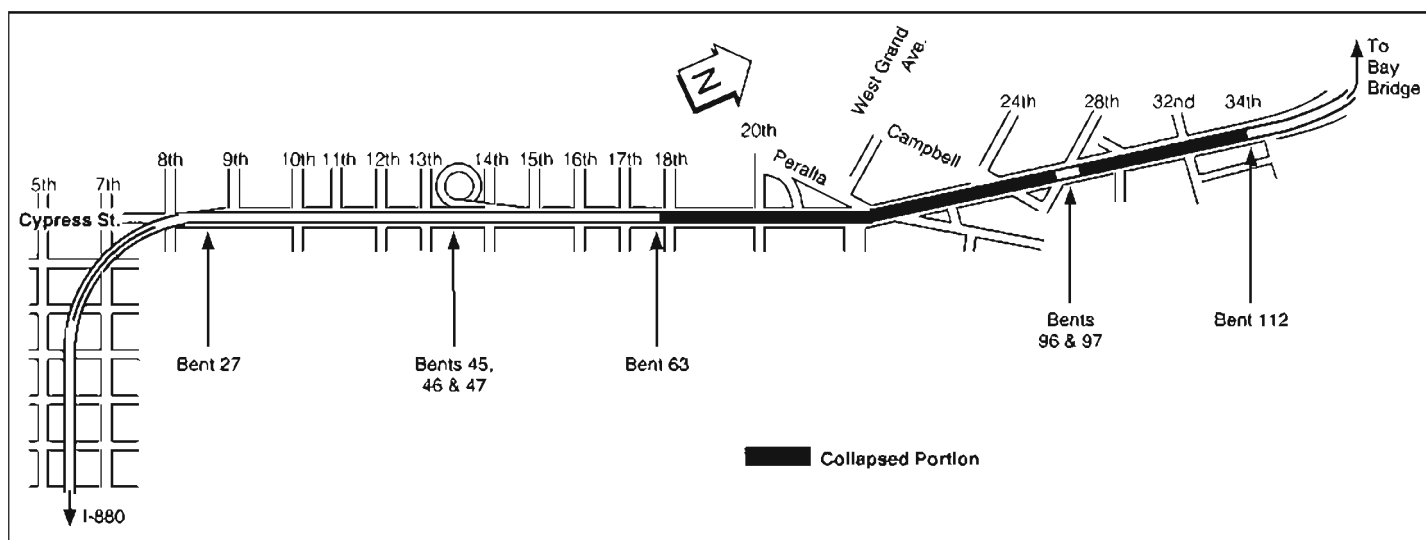 To
Bay
Bridge
N
West Grand
Ave.
Campbell
Peralta
24th
28th
32nd
34th
20th
5th
7th
8th
9th
10th
11th
12th
13th
14th
15th
16th
17th
18th
Cypress St.
Bent 27
Bents 45,
46 & 47
Bent 63
Bents
96 & 97
Bent 112
Collapsed Portion
I-880